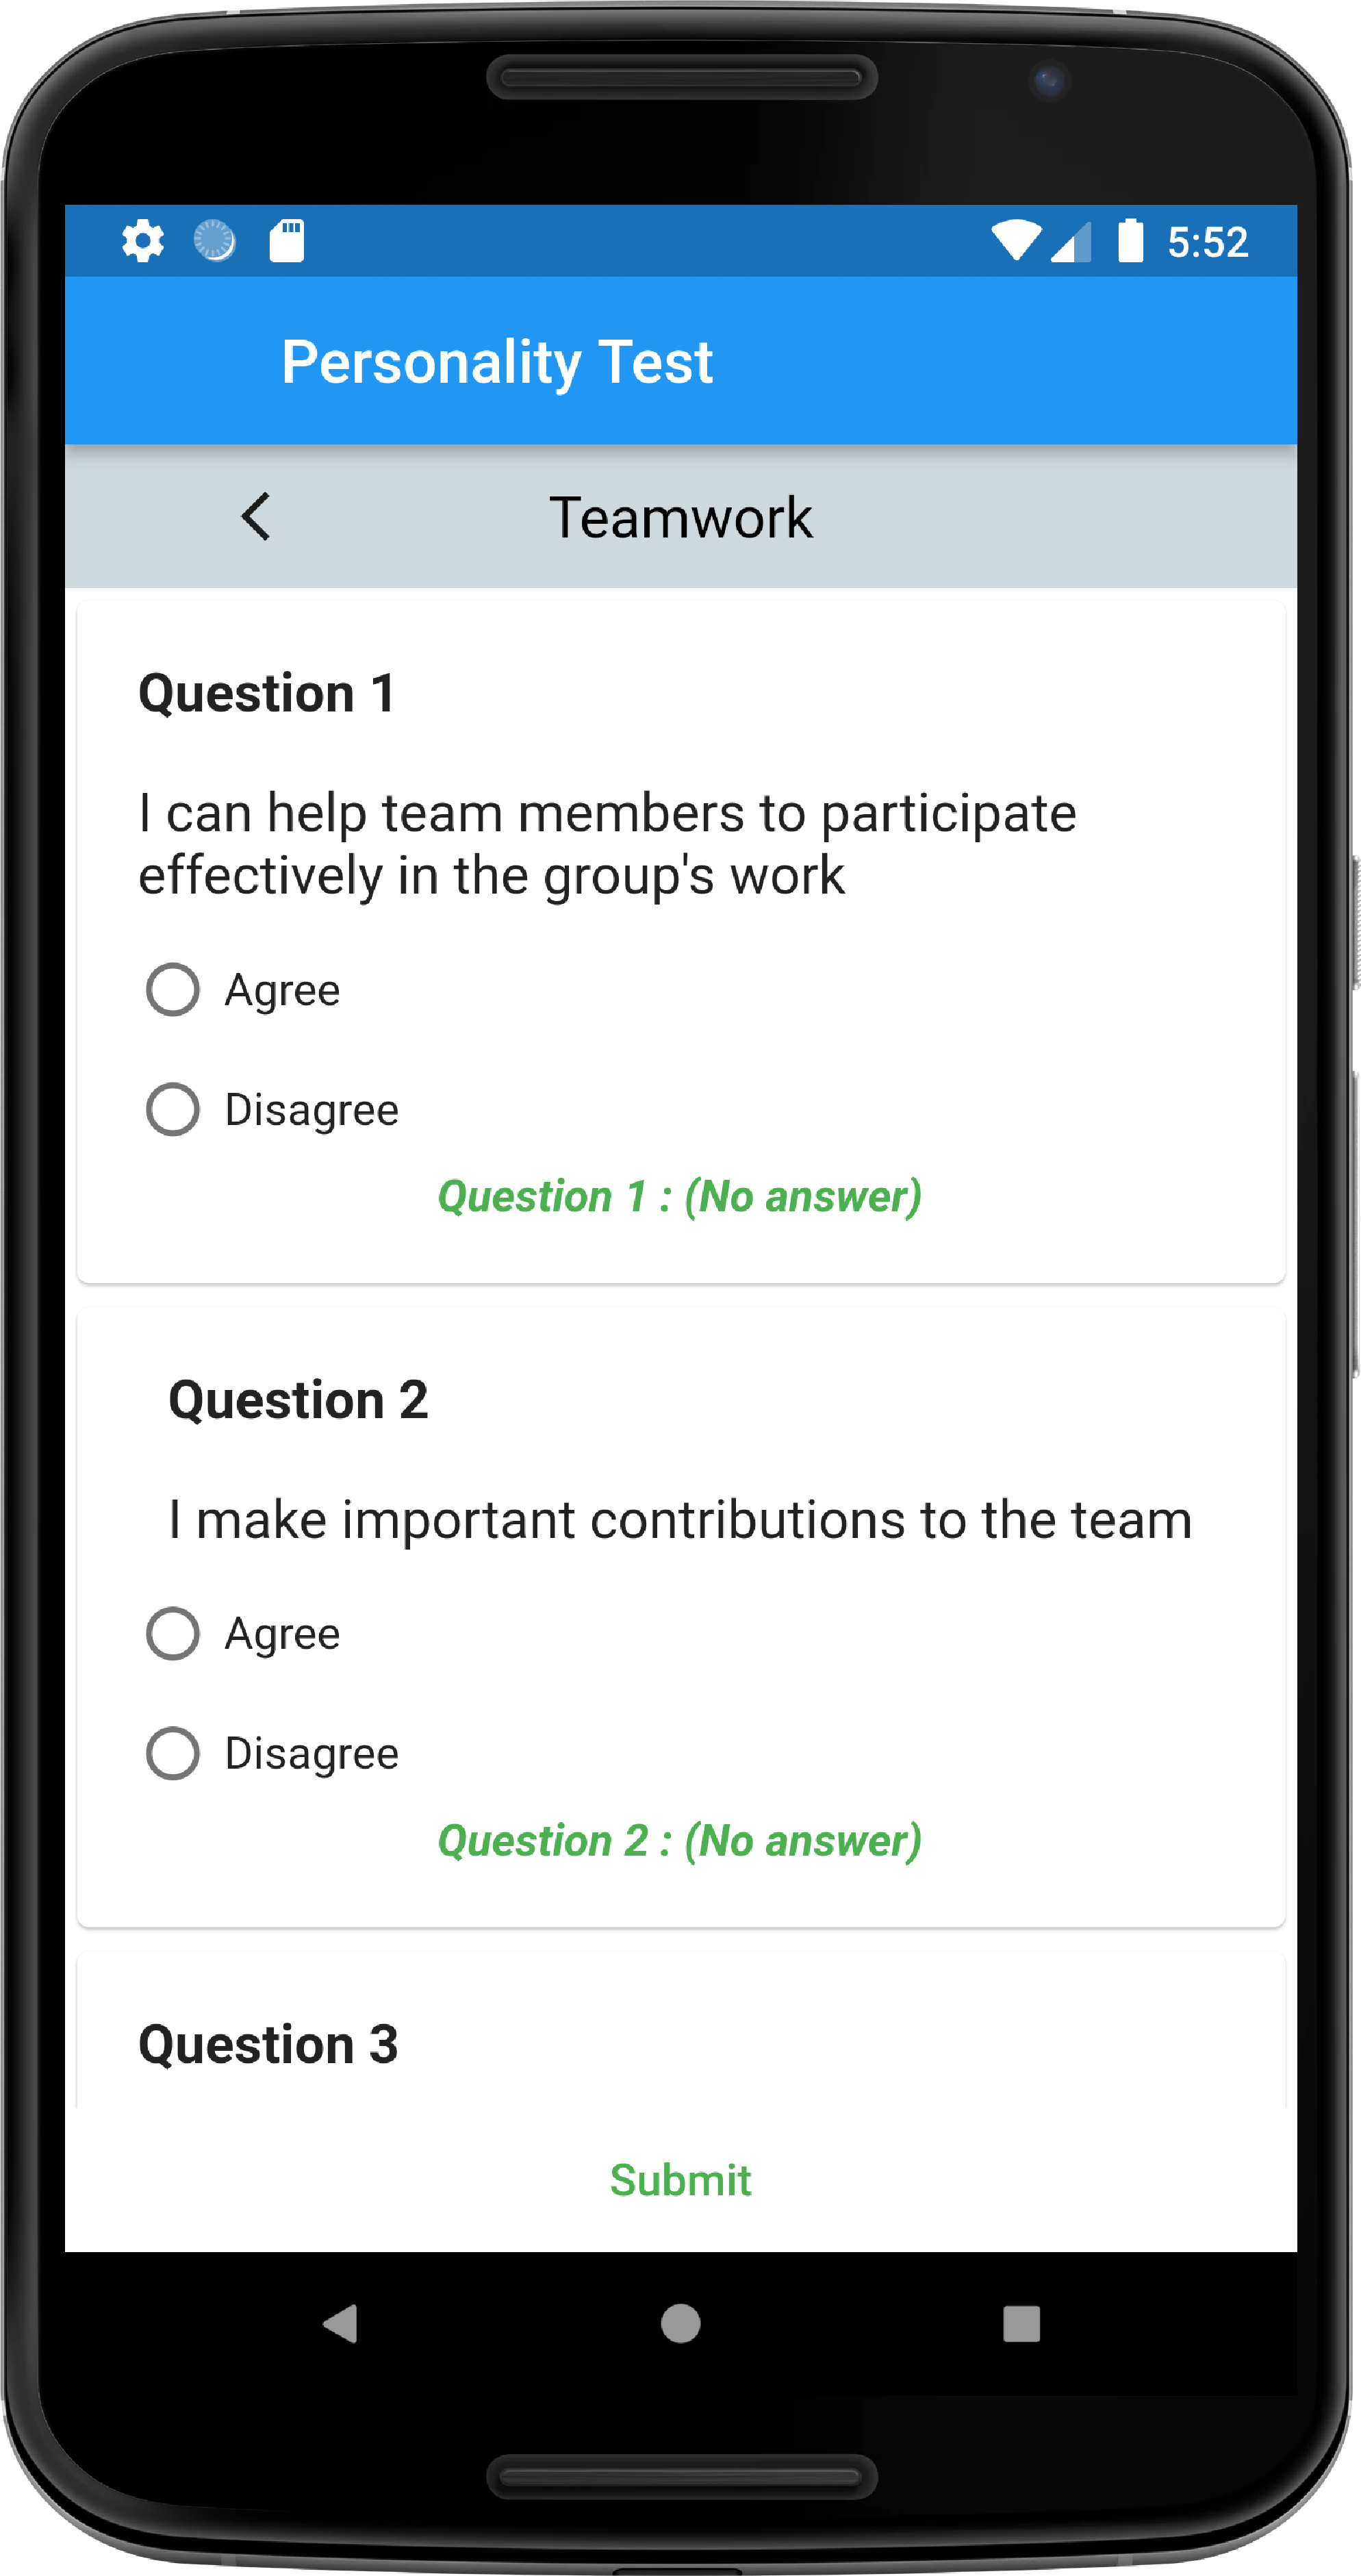 5:52
Personality Test
Teamwork
Question 1
I can help team members to participate
effectively in the group's work
Agree
Disagree
Question 1 : (No answer)
Question 2
I make important contributions to the team
Agree
Disagree
Question 2 : (No answer)
Question 3
Submit